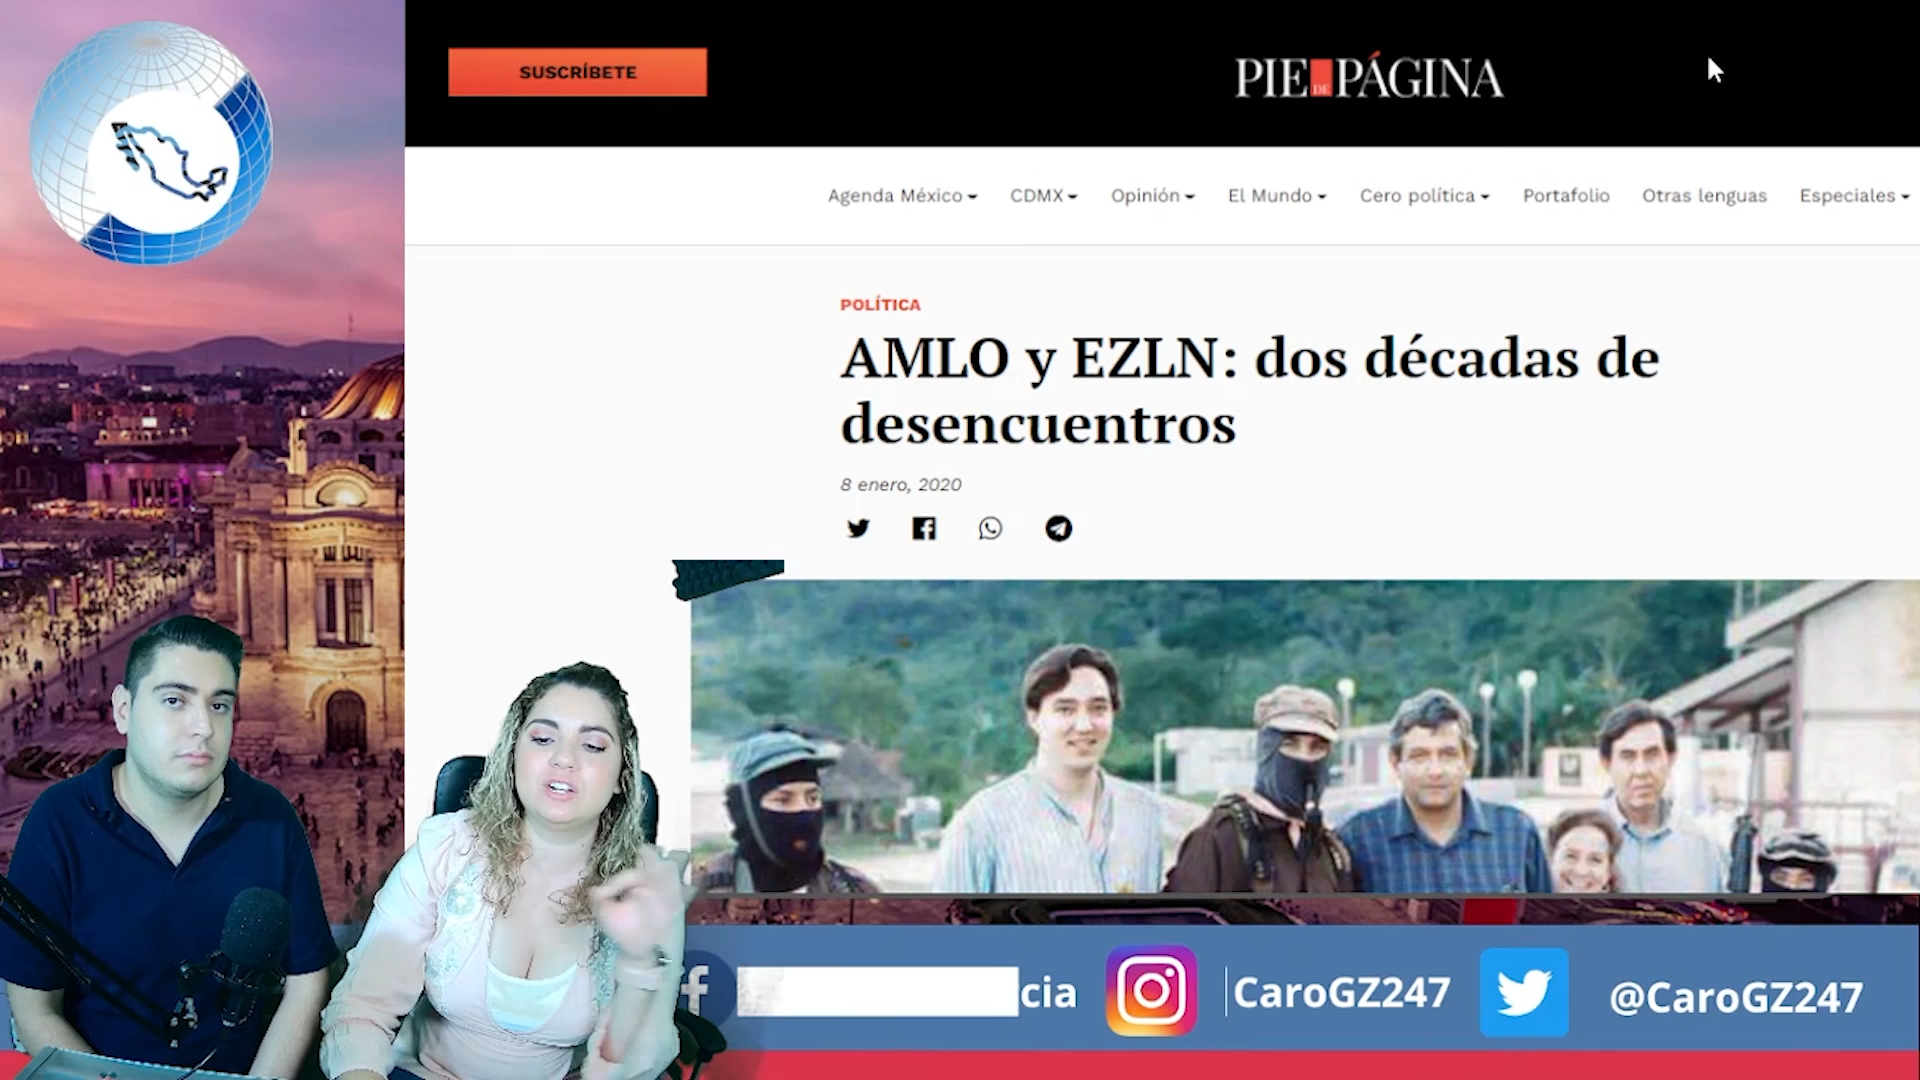 SUSCRÍBETE
PIE DE PÁGINA
Agenda México CDMX Opinión El Mundo Cero política Portafolio Otras lenguas Especiales
POLÍTICA
AMLO y EZLN: dos décadas de
desencuentros
8 enero, 2020
cia CaroGZ247 @CaroGZ247